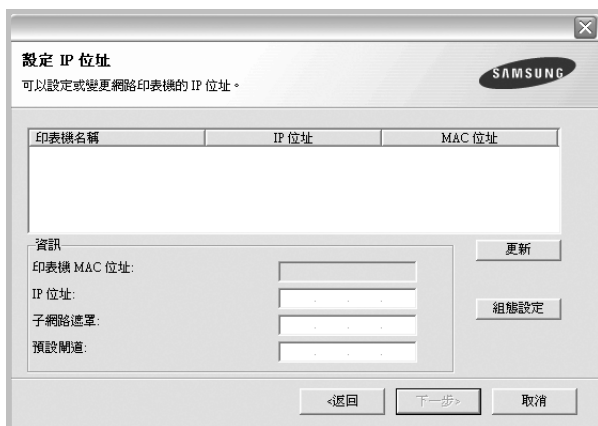 設定 IP 位址
可以設定或變更網路印表機的 IP 位址。
SAMSUNG
印表機名稱 IP 位址 MAC 位址
資訊
更新
印表機 MAC 位址:
IP 位址:
組態設定
子網路遮罩:
預設閘道:
<返回 下一步> 取消